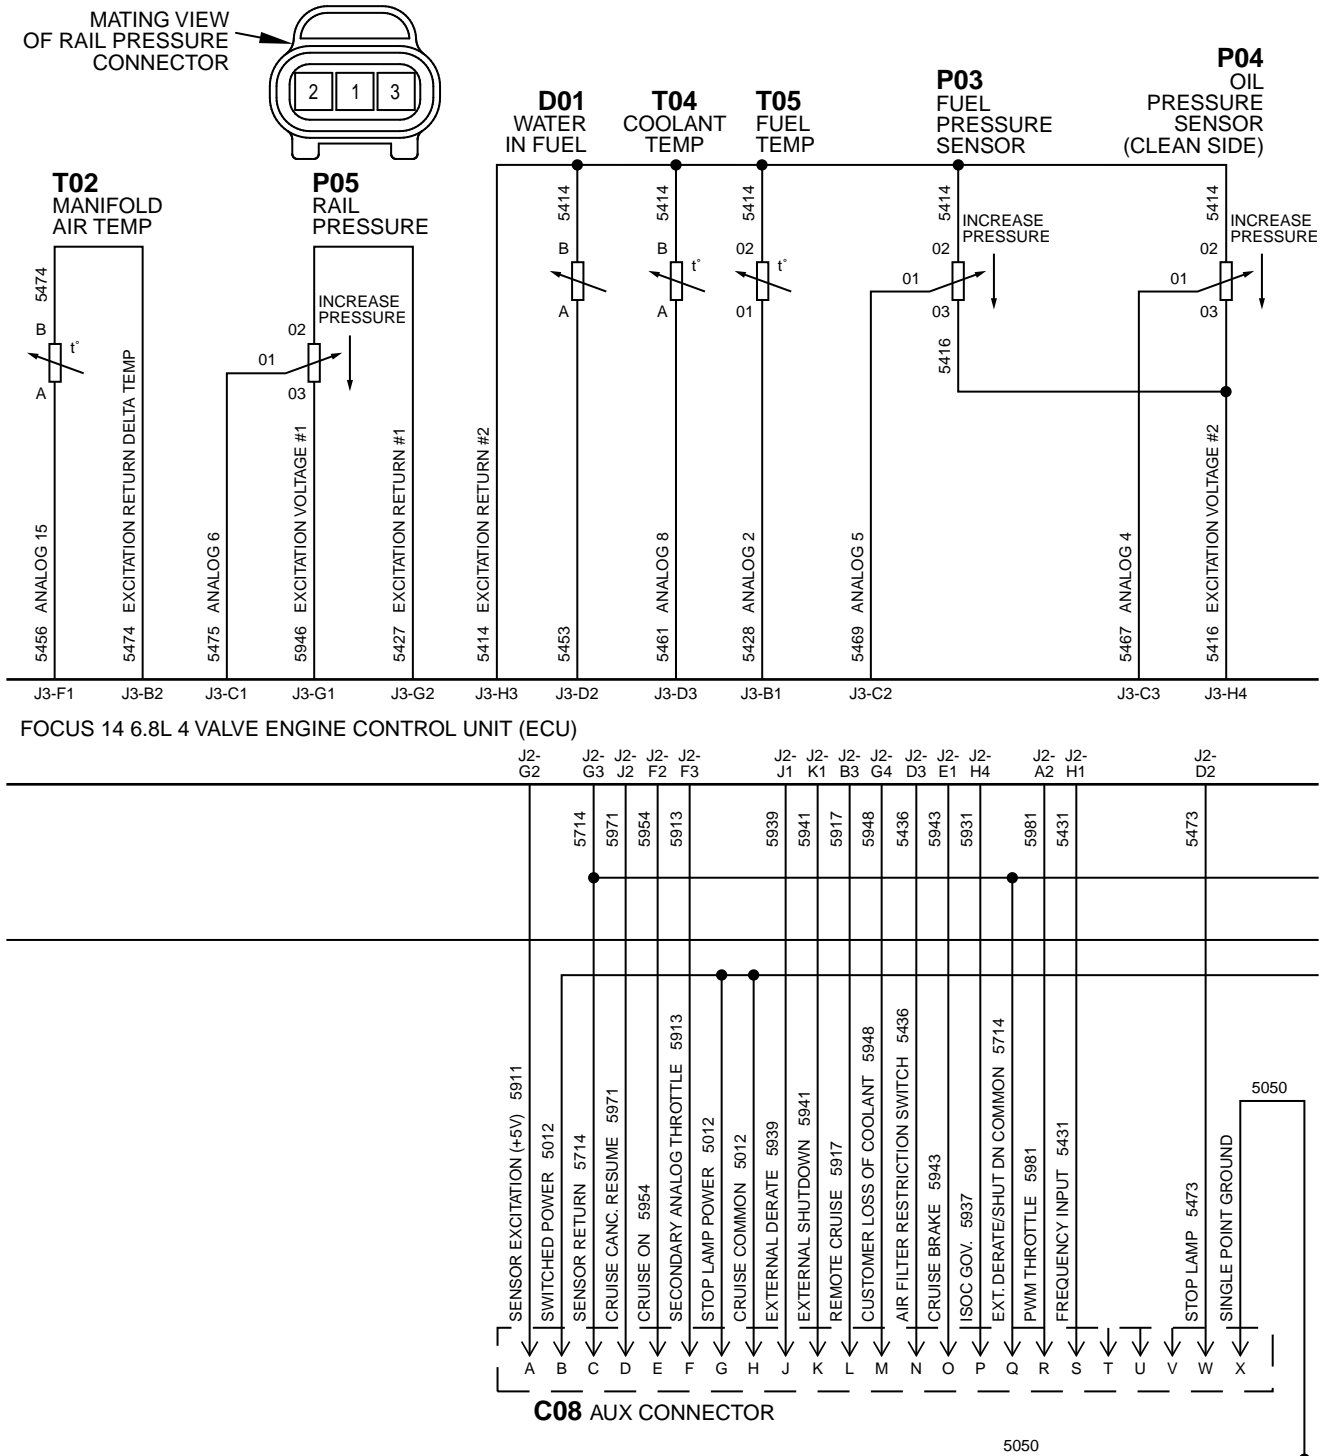 MATING VIEW
OF RAIL PRESSURE
CONNECTOR
2 1 3
D01
WATER
IN FUEL
T04
COOLANT
TEMP
T05
FUEL
TEMP
P03
FUEL
PRESSURE
SENSOR
P04
OIL
PRESSURE
SENSOR
(CLEAN SIDE)
T02
MANIFOLD
AIR TEMP
P05
RAIL
PRESSURE
5474
B
t°
A
5456 ANALOG 15
5474 EXCITATION RETURN DELTA TEMP
02
01
03
INCREASE
PRESSURE
5475 ANALOG 6
5946 EXCITATION VOLTAGE #1
5427 EXCITATION RETURN #1
5414 EXCITATION RETURN #2
5414
B
A
5453
5414
B
t°
A
5461 ANALOG 8
5414
02
t°
01
5428 ANALOG 2
5414
INCREASE
PRESSURE
02
01
03
5416
5469 ANALOG 5
5414
INCREASE
PRESSURE
02
01
03
5467 ANALOG 4
5416 EXCITATION VOLTAGE #2
J3-F1 J3-B2 J3-C1 J3-G1 J3-G2 J3-H3 J3-D2 J3-D3 J3-B1 J3-C2 J3-C3 J3-H4
FOCUS 14 6.8L 4 VALVE ENGINE CONTROL UNIT (ECU)
J2- J2- J2- J2- J2- J2- J2- J2- J2- J2- J2- J2- J2- J2- J2-
G2 G3 J2 F2 F3 J1 K1 B3 G4 D3 E1 H4 A2 H1 D2
5714 5971 5954 5913 5939 5941 5917 5948 5436 5943 5931 5981 5431 5473
SENSOR EXCITATION (+5V) 5911
SWITCHED POWER 5012
SENSOR RETURN 5714
CRUISE CANC. RESUME 5971
CRUISE ON 5954
SECONDARY ANALOG THROTTLE 5913
STOP LAMP POWER 5012
CRUISE COMMON 5012
EXTERNAL DERATE 5939
EXTERNAL SHUTDOWN 5941
REMOTE CRUISE 5917
CUSTOMER LOSS OF COOLANT 5948
AIR FILTER RESTRICTION SWITCH 5436
CRUISE BRAKE 5943
ISOC GOV. 5937
EXT. DERATE/SHUT DN COMMON 5714
PWM THROTTLE 5981
FREQUENCY INPUT 5431
STOP LAMP 5473
SINGLE POINT GROUND
5050
A B C D E F G H J K L M N O P Q R S T U V W X
C08 AUX CONNECTOR
5050